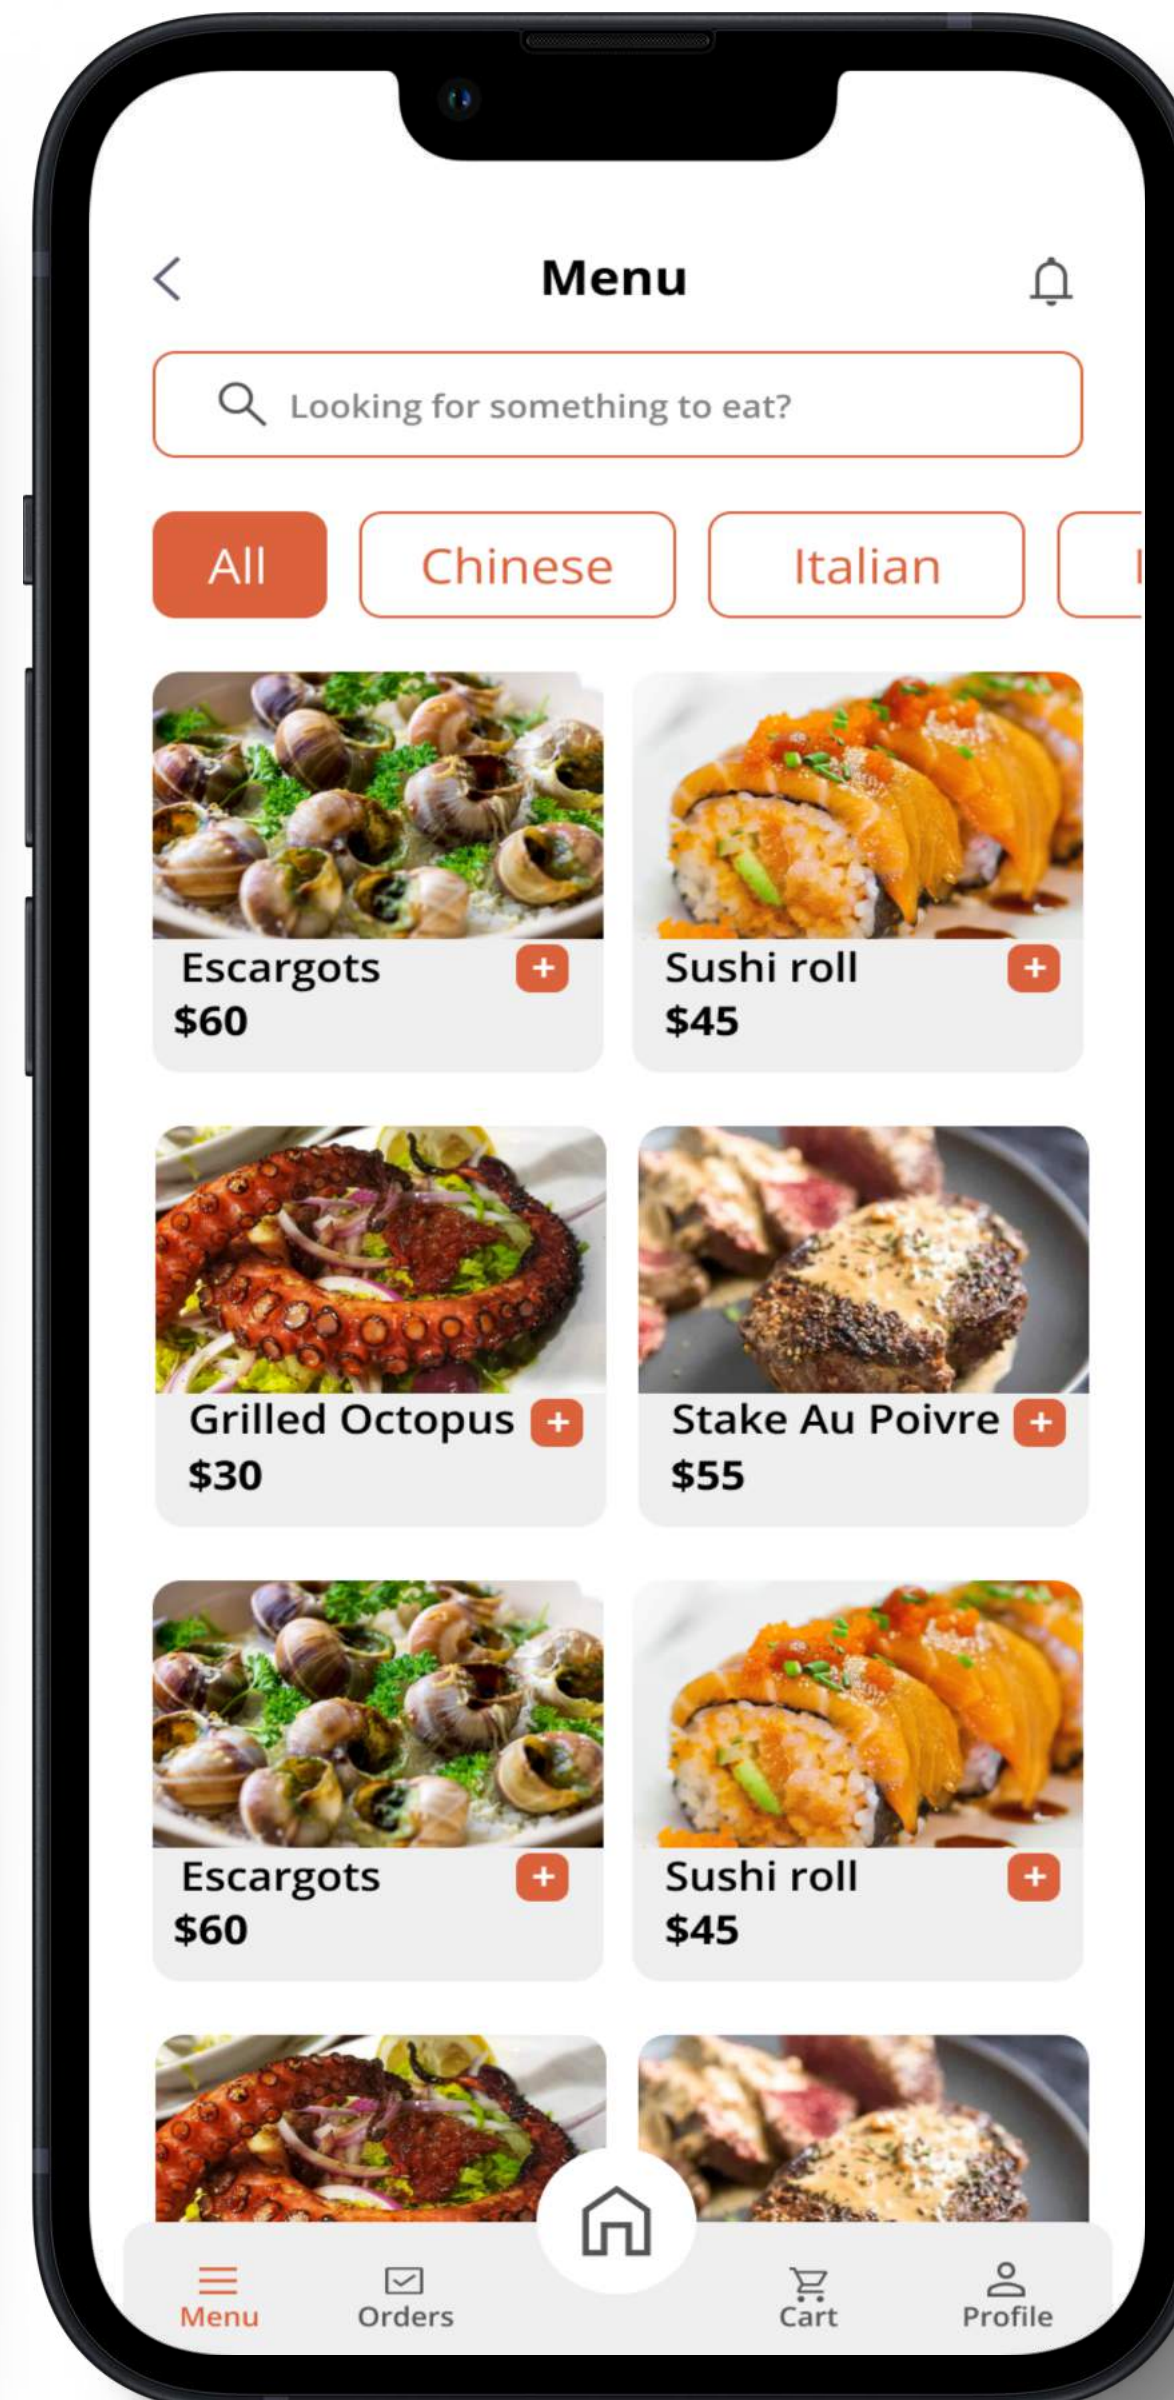 Menu
Looking for something to eat?
All Chinese Italian
Escargots + Sushi roll +
$60 $45
Grilled Octopus + Stake Au Poivre +
$30 $55
Escargots + Sushi roll +
$60 $45
Menu Orders Cart Profile